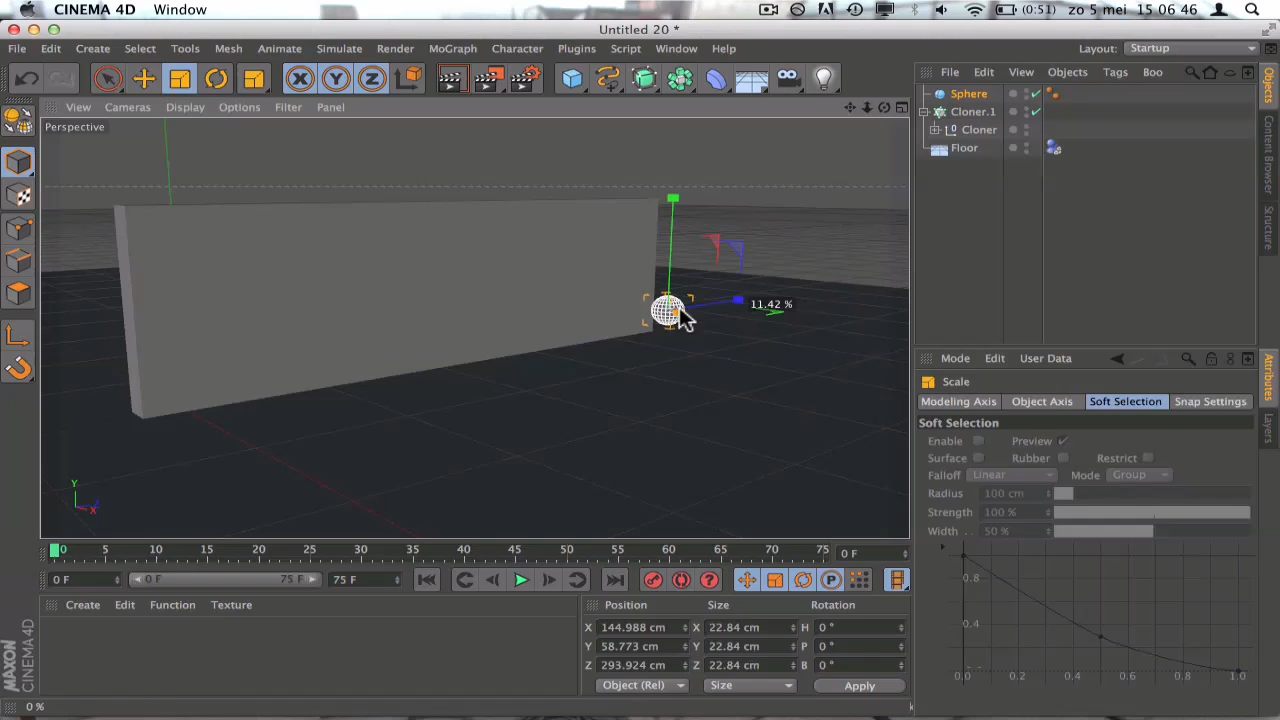 CINEMA 4D Window (0:51) zo 5 mei 15 06 46
Untitled 20 *
File Edit Create Select Tools Mesh Animate Simulate Render MoGraph Character Plugins Script Window Help Layout: Startup
X Y Z
File Edit View Objects Tags Boo
View Cameras Display Options Filter Panel
Perspective
Sphere
Cloner.1
Cloner
Floor
Objects
Content Browser
Structure
11.42 %
Mode Edit User Data
Scale
Modeling Axis Object Axis Soft Selection Snap Settings
Soft Selection
Enable Preview
Surface Rubber Restrict
Falloff Linear Mode Group
Radius 100 cm
Strength 100 %
Width . . 50 %
0.8
0.4
0.0 0.2 0.4 0.6 0.8 1.0
Attributes
Layers
Y
X
0 5 10 15 20 25 30 35 40 45 50 55 60 65 70 75 0 F
0 F 0 F 75 F 75 F
P
Create Edit Function Texture
Position Size Rotation
X 144.988 cm X 22.84 cm H 0 °
Y 58.773 cm Y 22.84 cm P 0 °
Z 293.924 cm Z 22.84 cm B 0 °
Object (Rel) Size Apply
MAXON CINEMA 4D
0 %